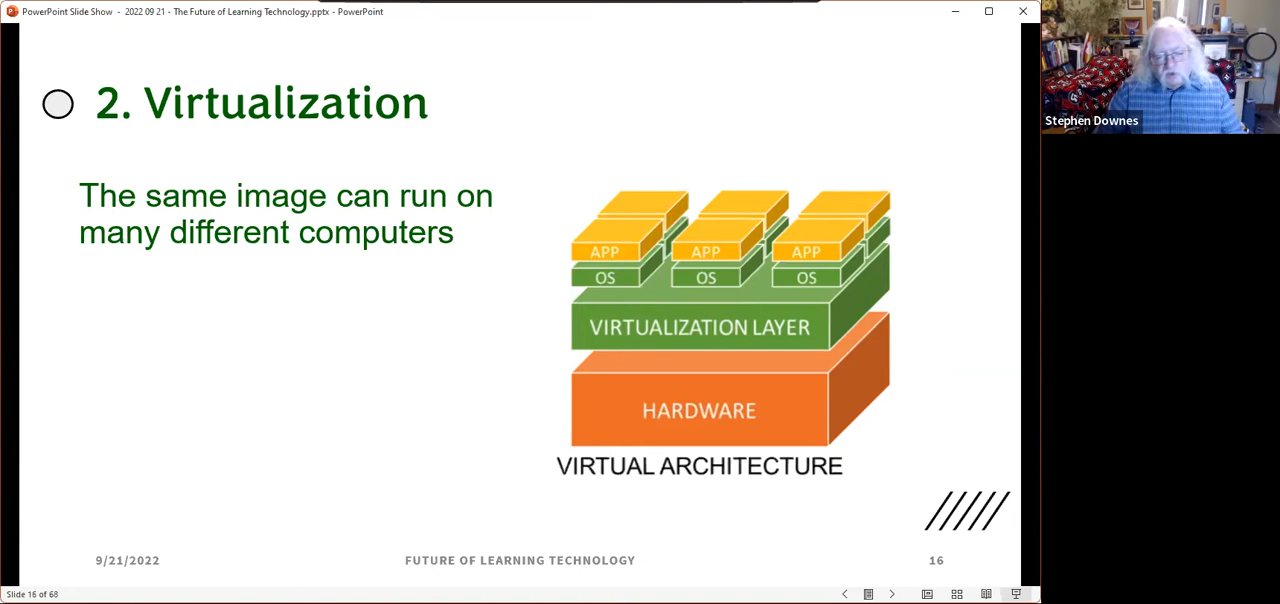 PowerPoint Slide Show - 2022 09 21 - The Future of Learning Technology.pptx - PowerPoint
2. Virtualization
The same image can run on
many different computers
APP APP APP
OS OS OS
VIRTUALIZATION LAYER
HARDWARE
VIRTUAL ARCHITECTURE
9/21/2022 FUTURE OF LEARNING TECHNOLOGY 16
Slide 16 of 68
Stephen Downes